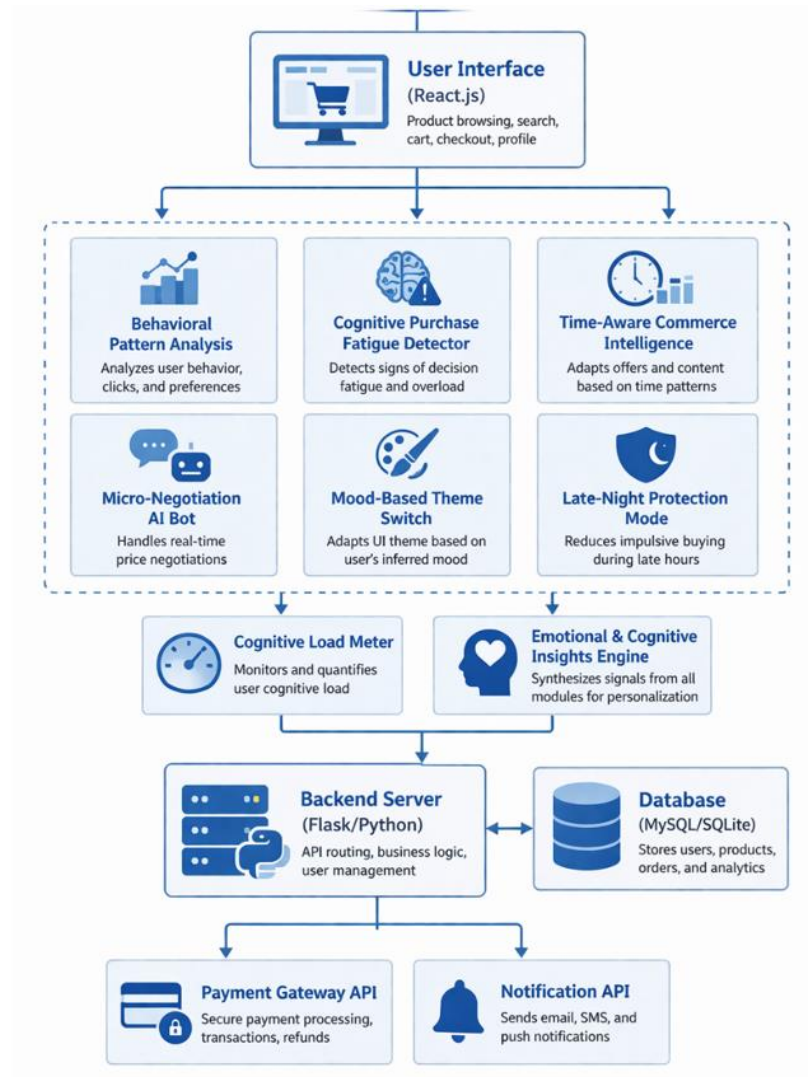 User Interface
(React.js)
Product browsing, search,
cart, checkout, profile
Behavioral
Pattern Analysis
Analyzes user behavior,
clicks, and preferences
Cognitive Purchase
Fatigue Detector
Detects signs of decision
fatigue and overload
Time-Aware Commerce
Intelligence
Adapts offers and content
based on time patterns
Micro-Negotiation
AI Bot
Handles real-time
price negotiations
Mood-Based Theme
Switch
Adapts UI theme based on
user's inferred mood
Late-Night Protection
Mode
Reduces impulsive buying
during late hours
Cognitive Load Meter
Monitors and quantifies
user cognitive load
Emotional & Cognitive
Insights Engine
Synthesizes signals from all
modules for personalization
Backend Server
(Flask/Python)
API routing, business logic,
user management
Database
(MySQL/SQLite)
Stores users, products,
orders, and analytics
Payment Gateway API
Secure payment processing,
transactions, refunds
Notification API
Sends email, SMS, and
push notifications